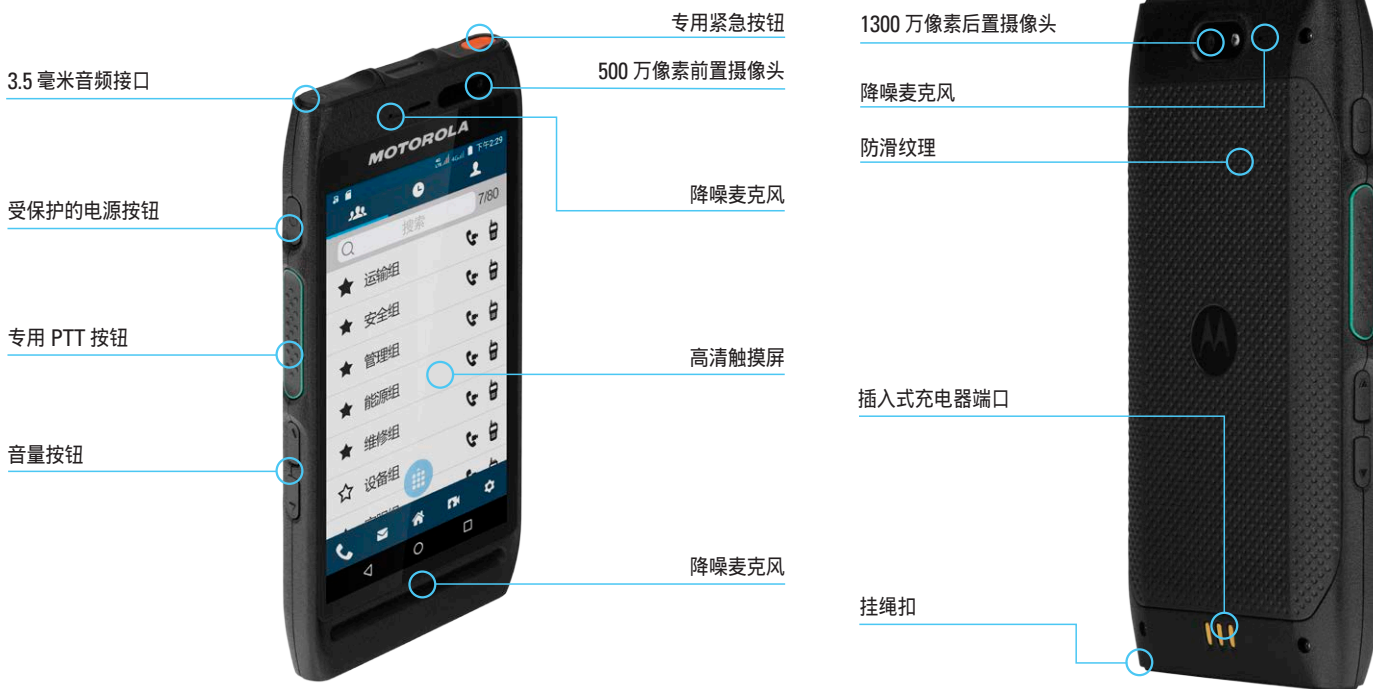 专用紧急按钮
500 万像素前置摄像头
3.5 毫米音频接口
降噪麦克风
受保护的电源按钮
专用 PTT 按钮
高清触摸屏
音量按钮
降噪麦克风
MOTOROLA
下午2:29
7/80
搜索
运输组
安全组
管理组
能源组
维修组
设备组
1300 万像素后置摄像头
降噪麦克风
防滑纹理
插入式充电器端口
挂绳扣